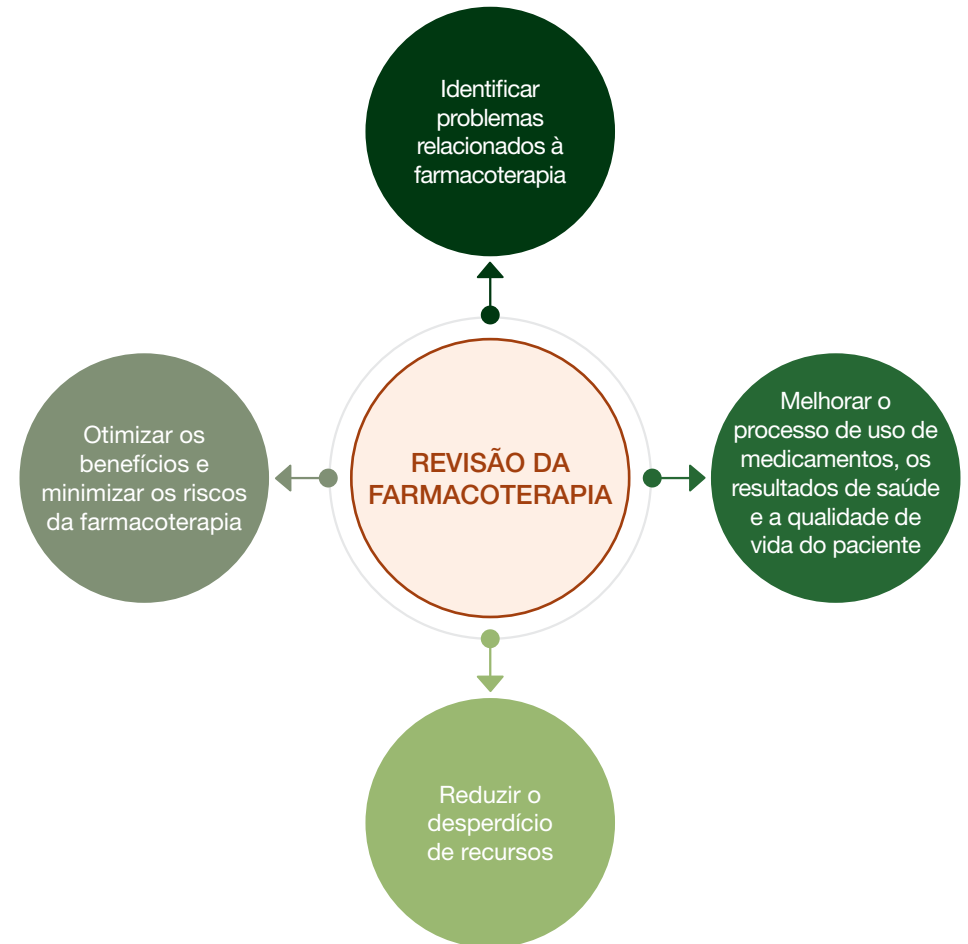 Identificar
problemas
relacionados à
farmacoterapia
Otimizar os
benefícios e
minimizar os riscos
da farmacoterapia
REVISÃO DA
FARMACOTERAPIA
Melhorar o
processo de uso de
medicamentos, os
resultados de saúde
e a qualidade de
vida do paciente
Reduzir o
desperdício
de recursos